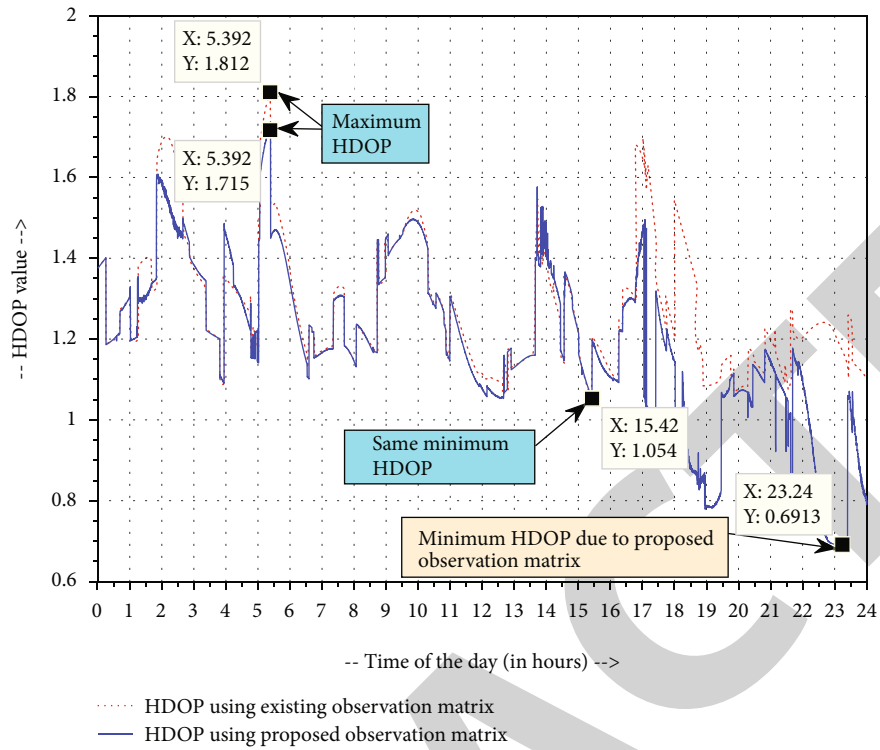 2
1.8
1.6
1.4
1.2
1
0.8
0.6
-- HDOP value -->
X: 5.392
Y: 1.812
Maximum
HDOP
X: 5.392
Y: 1.715
Same minimum
HDOP
X: 15.42
Y: 1.054
X: 23.24
Y: 0.6913
Minimum HDOP due to proposed
observation matrix
0 1 2 3 4 5 6 7 8 9 10 11 12 13 14 15 16 17 18 19 20 21 22 23 24
-- Time of the day (in hours) -->
HDOP using existing observation matrix
HDOP using proposed observation matrix